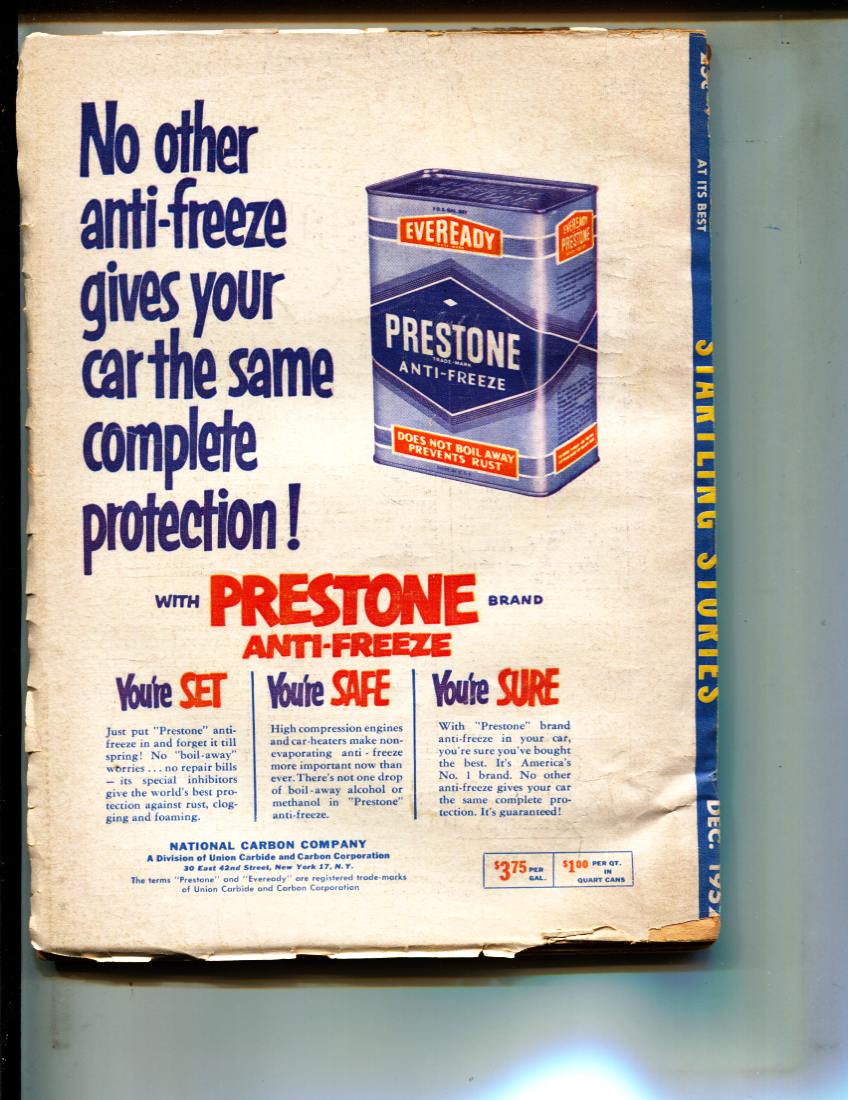 No other
anti-freeze
gives your
car the same
complete
protection!
EVEREADY
TRADE-MARK
EVEREADY
PRESTONE
PRESTONE
TRADE-MARK
ANTI-FREEZE
DOES NOT BOIL AWAY
PREVENTS RUST
WITH PRESTONE BRAND
ANTI-FREEZE
You're SET
Just put "Prestone" anti-
freeze in and forget it till
spring! No "boil-away"
worries...no repair bills
— its special inhibitors
give the world's best pro-
tection against rust, clog-
ging and foaming.
You're SAFE
High compression engines
and car-heaters make non-
evaporating anti-freeze
more important now than
ever. There's not one drop
of boil-away alcohol or
methanol in "Prestone"
anti-freeze.
You're SURE
With "Prestone" brand
anti-freeze in your car,
you're sure you've bought
the best. It's America's
No. 1 brand. No other
anti-freeze gives your car
the same complete pro-
tection. It's guaranteed!
NATIONAL CARBON COMPANY
A Division of Union Carbide and Carbon Corporation
30 East 42nd Street, New York 17, N.Y.
The terms "Prestone" and "Eveready" are registered trade-marks
of Union Carbide and Carbon Corporation
$3.75 PER
GAL.
$1.00 PER QT.
IN
QUART CANS
AT ITS BEST
STARTLING STORIES
DEC. 1952